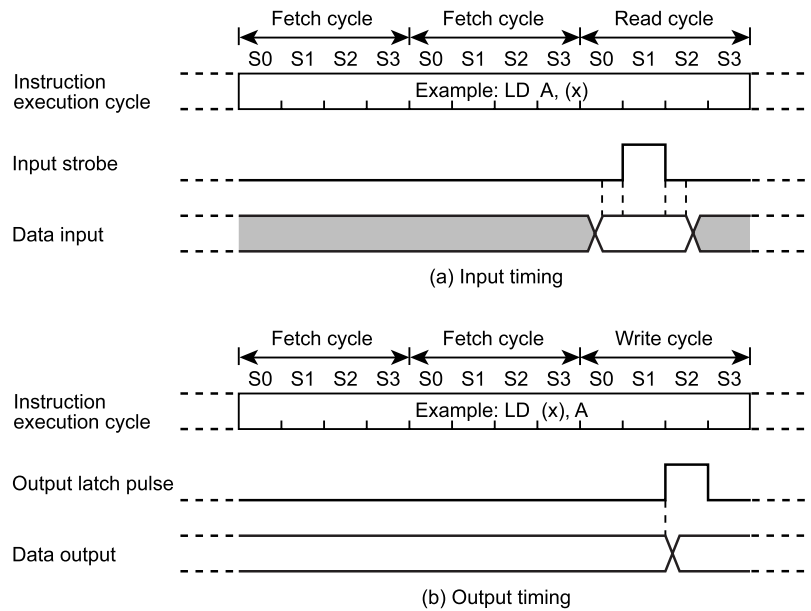 Fetch cycle Fetch cycle Read cycle
S0 S1 S2 S3 S0 S1 S2 S3 S0 S1 S2 S3
Instruction
execution cycle
Example: LD A, (x)
Input strobe
Data input
(a) Input timing
Fetch cycle Fetch cycle Write cycle
S0 S1 S2 S3 S0 S1 S2 S3 S0 S1 S2 S3
Instruction
execution cycle
Example: LD (x), A
Output latch pulse
Data output
(b) Output timing